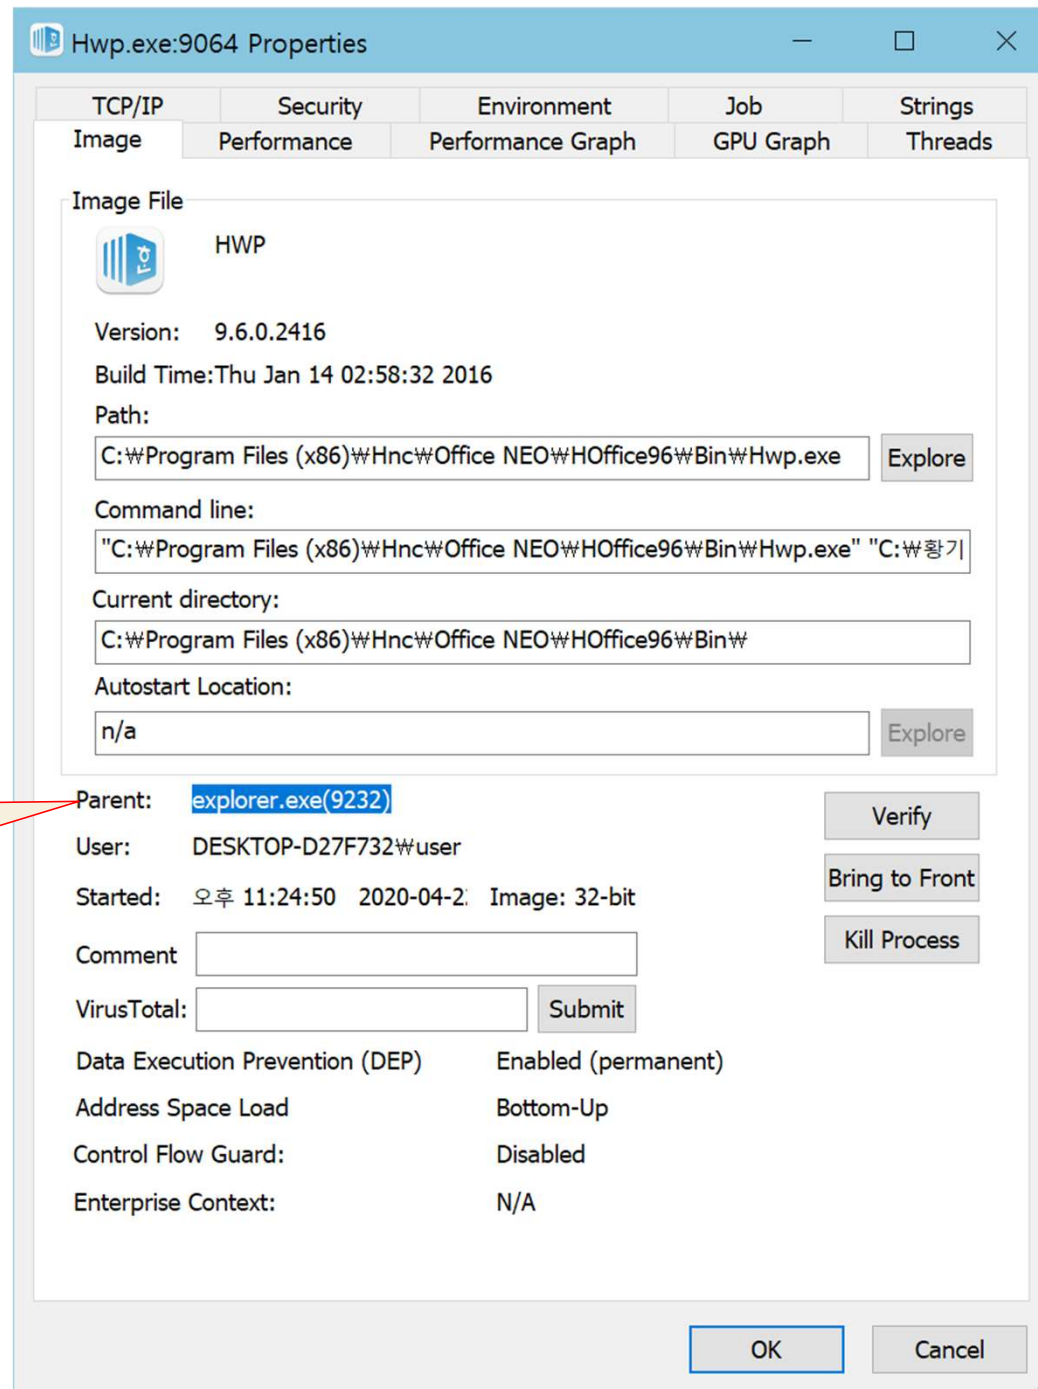 Hwp.exe:9064 Properties
TCP/IP Security Environment Job Strings
Image Performance Performance Graph GPU Graph Threads
Image File
HWP
Version: 9.6.0.2416
Build Time:Thu Jan 14 02:58:32 2016
Path:
C:₩Program Files (x86)₩Hnc₩Office NEO₩HOffice96₩Bin₩Hwp.exe Explore
Command line:
"C:₩Program Files (x86)₩Hnc₩Office NEO₩HOffice96₩Bin₩Hwp.exe" "C:₩황기
Current directory:
C:₩Program Files (x86)₩Hnc₩Office NEO₩HOffice96₩Bin₩
Autostart Location:
n/a Explore
Parent: explorer.exe(9232) Verify
User: DESKTOP-D27F732₩user
Started: 오후 11:24:50 2020-04-2 Image: 32-bit Bring to Front
Comment Kill Process
VirusTotal: Submit
Data Execution Prevention (DEP) Enabled (permanent)
Address Space Load Bottom-Up
Control Flow Guard: Disabled
Enterprise Context: N/A
OK Cancel